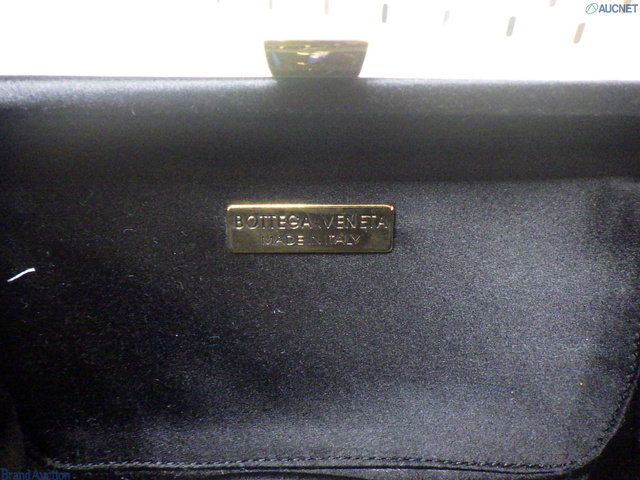 AUCNET
BOTTEGA VENETA
MADE IN ITALY
Brand Auction